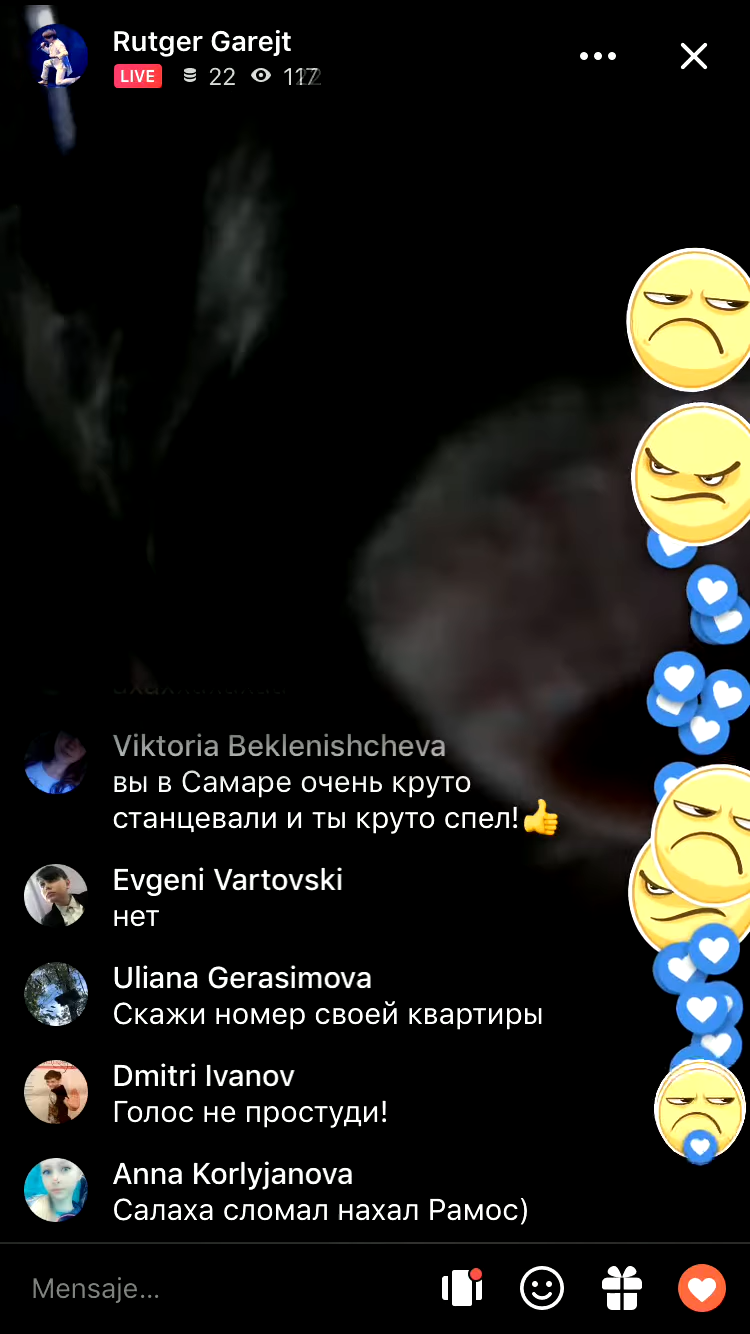 Rutger Garejt
LIVE 22
Viktoria Beklenishcheva
вы в Самаре очень круто
станцевали и ты круто спел!👍
Evgeni Vartovski
нет
Uliana Gerasimova
Скажи номер своей квартиры
Dmitri Ivanov
Голос не простуди!
Anna Korlyjanova
Салаха сломал нахал Рамос)
Mensaje...